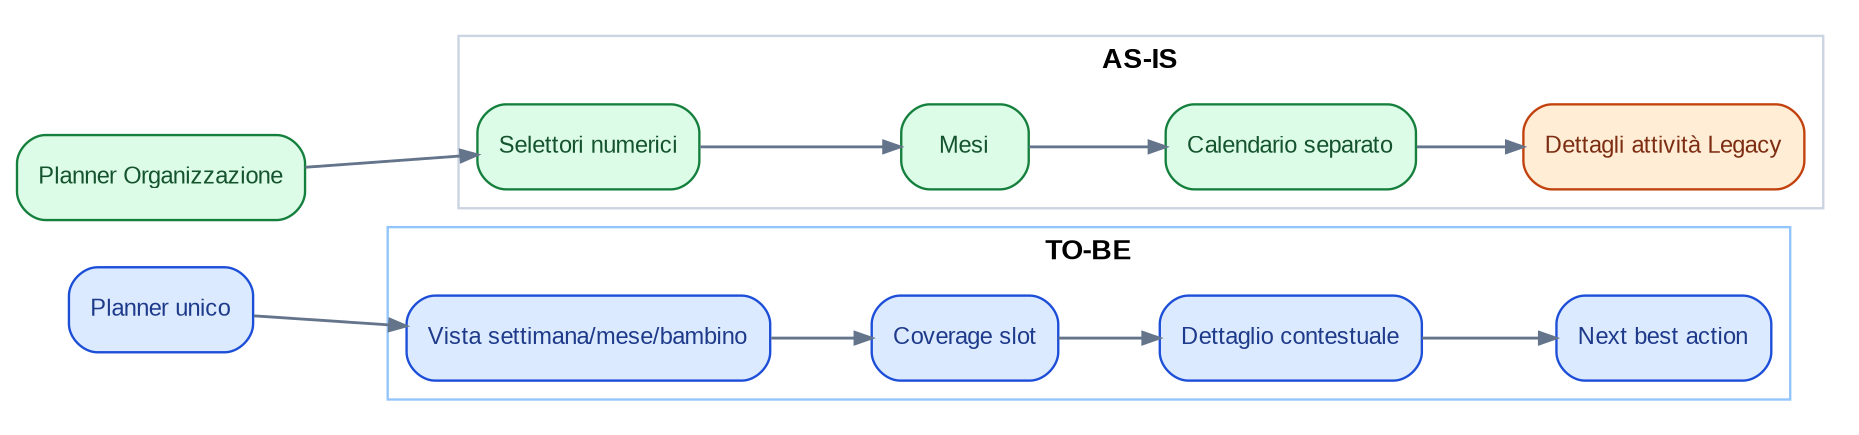 AS-IS
Planner Organizzazione
Selettori numerici
Mesi
Calendario separato
Dettagli attività Legacy
TO-BE
Planner unico
Vista settimana/mese/bambino
Coverage slot
Dettaglio contestuale
Next best action